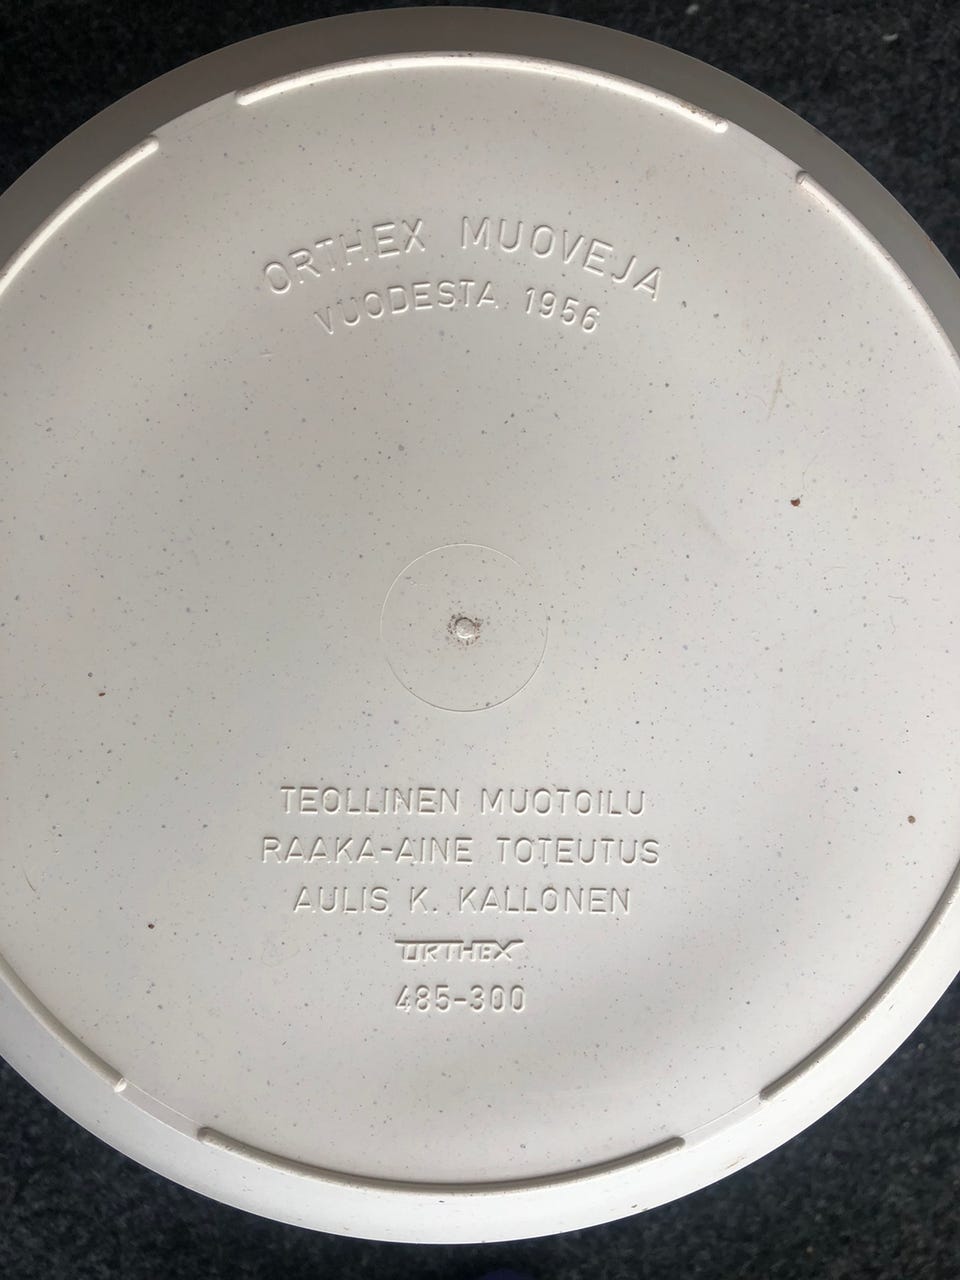 ORTHEX MUOVEJA
VUODESTA 1956
TEOLLINEN MUOTOILU
RAAKA-AINE TOTEUTUS
AULIS K. KALLONEN
ORTHEX
485-300